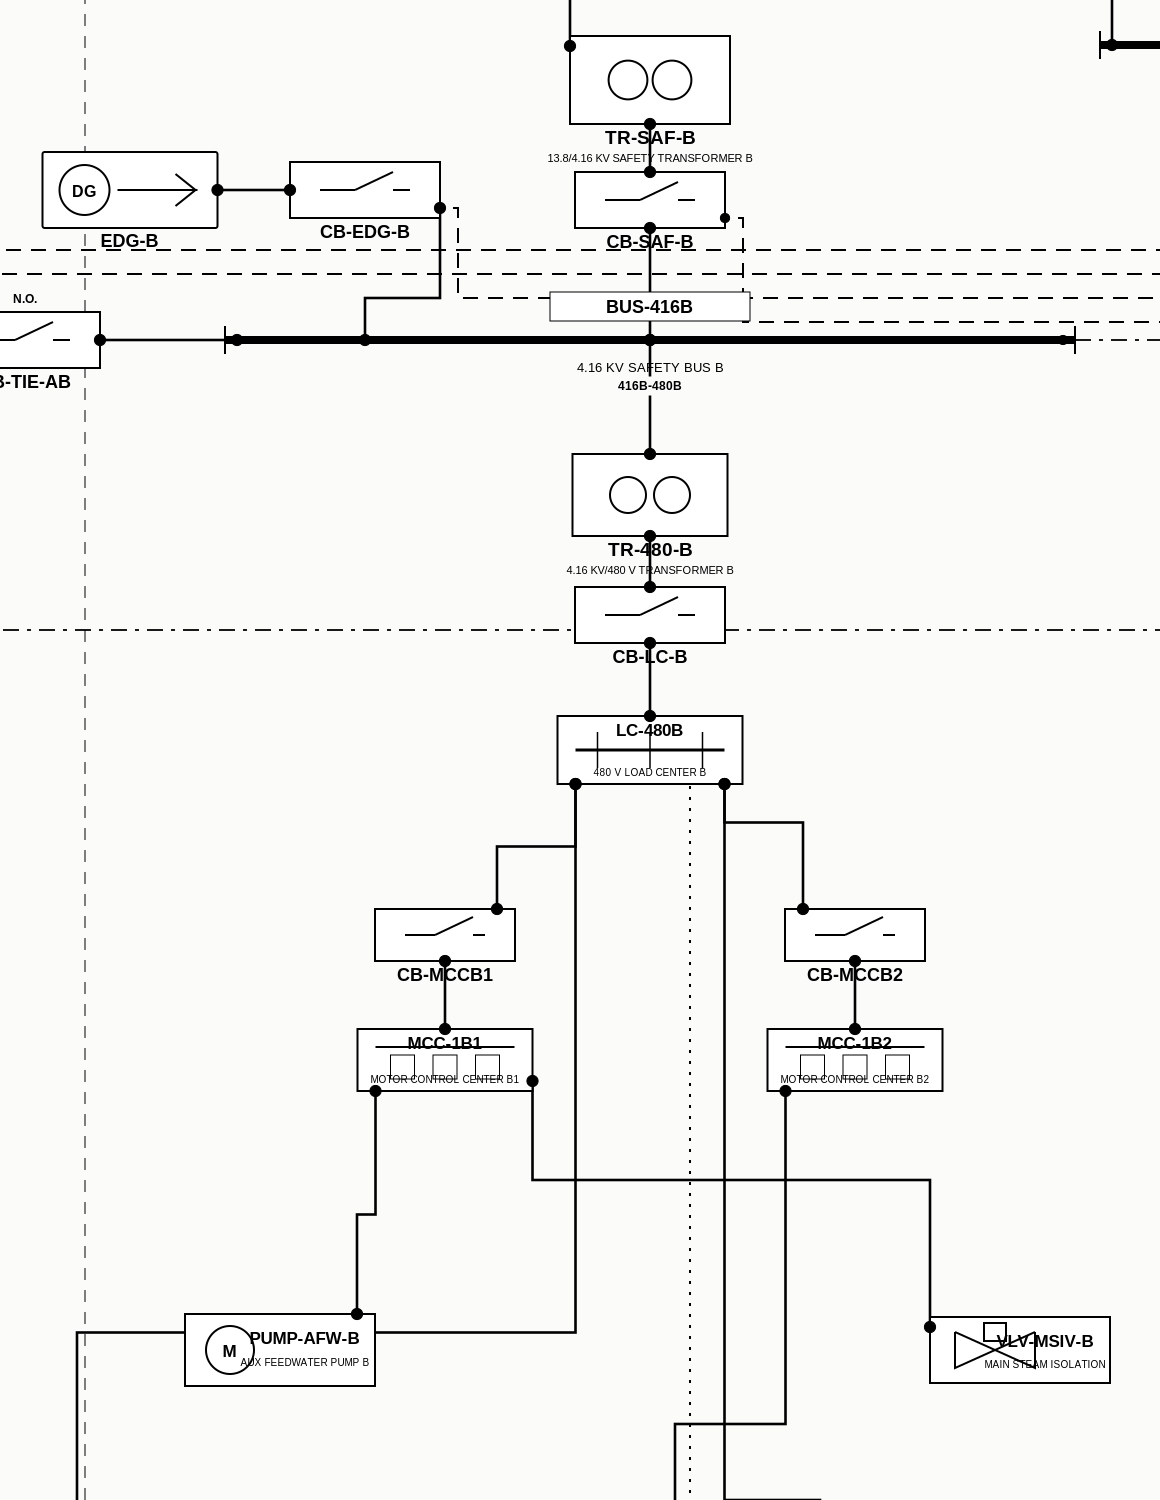 TR-SAF-B
13.8/4.16 KV SAFETY TRANSFORMER B
DG
EDG-B
CB-EDG-B
CB-SAF-B
N.O.
BUS-416B
B-TIE-AB
4.16 KV SAFETY BUS B
416B-480B
TR-480-B
4.16 KV/480 V TRANSFORMER B
CB-LC-B
LC-480B
480 V LOAD CENTER B
CB-MCCB1
CB-MCCB2
MCC-1B1
MOTOR CONTROL CENTER B1
MCC-1B2
MOTOR CONTROL CENTER B2
M
PUMP-AFW-B
AUX FEEDWATER PUMP B
VLV-MSIV-B
MAIN STEAM ISOLATION